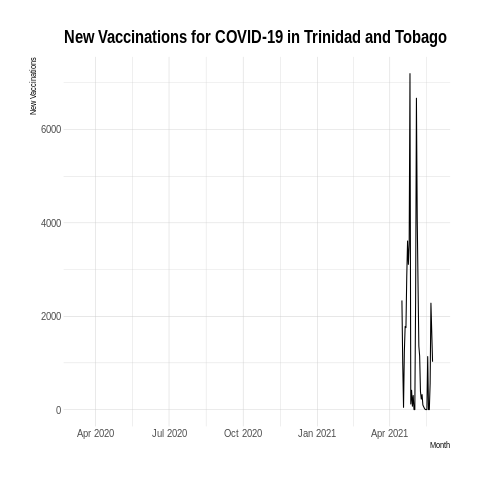 New Vaccinations for COVID-19 in Trinidad and Tobago
New Vaccinations
6000
4000
2000
0
Apr 2020 Jul 2020 Oct 2020 Jan 2021 Apr 2021
Month